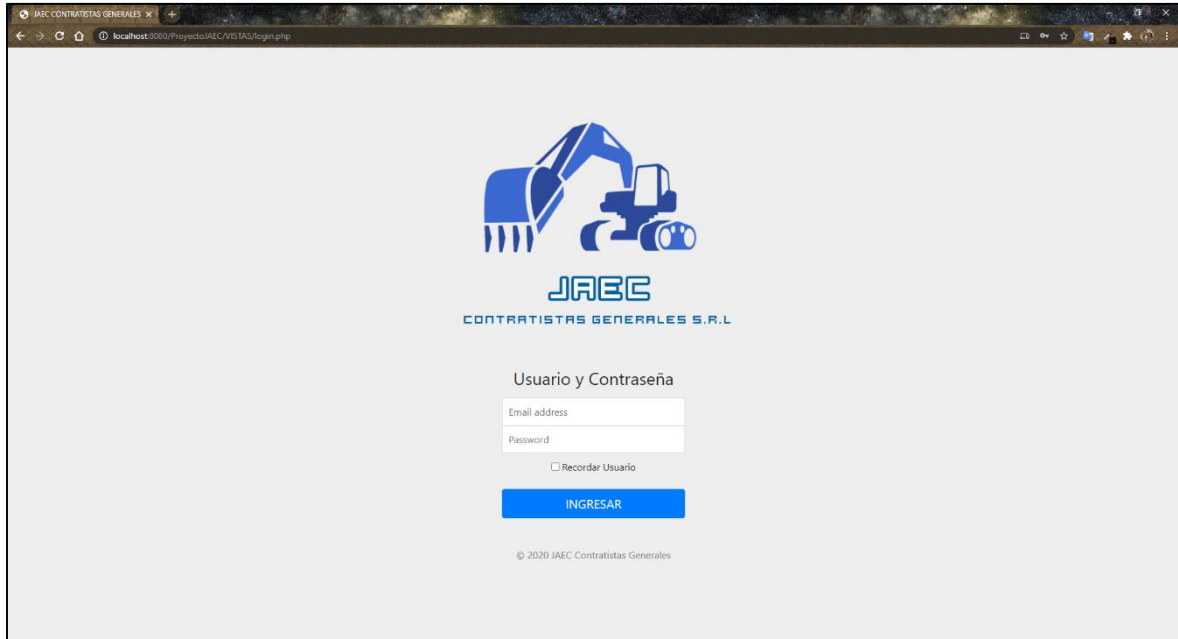 JAEC CONTRATISTAS GENERALES
localhost:8080/ProyectoJAEC/VISTAS/login.php
JAEC
CONTRATISTAS GENERALES S.R.L
Usuario y Contraseña
Email address
Password
Recordar Usuario
INGRESAR
© 2020 JAEC Contratistas Generales